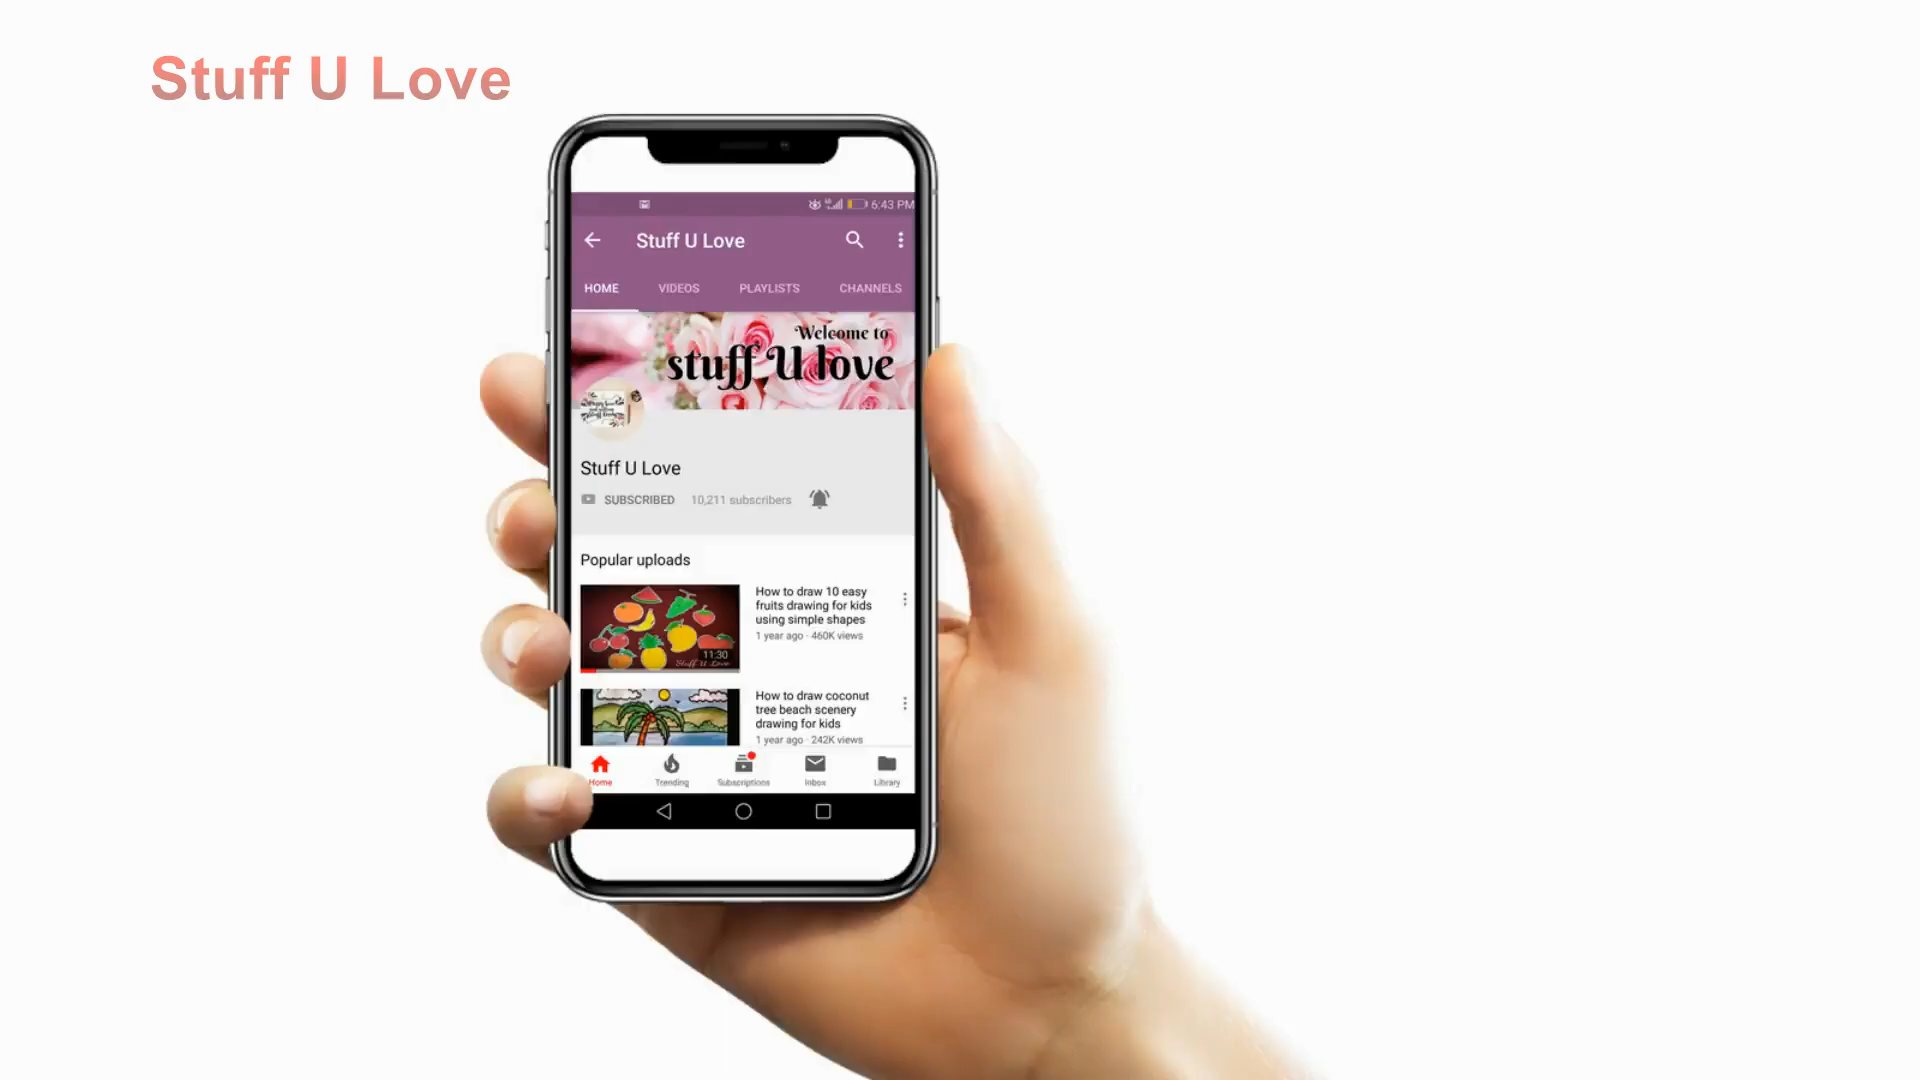 Stuff U Love
6:43 PM
Stuff U Love
HOME VIDEOS PLAYLISTS CHANNELS
Welcome to
stuff U love
Stuff U Love
SUBSCRIBED 10,211 subscribers
Popular uploads
How to draw 10 easy
fruits drawing for kids
using simple shapes
1 year ago · 460K views
11:30
Stuff U Love
How to draw coconut
tree beach scenery
drawing for kids
1 year ago · 242K views
Home Trending Subscriptions Inbox Library